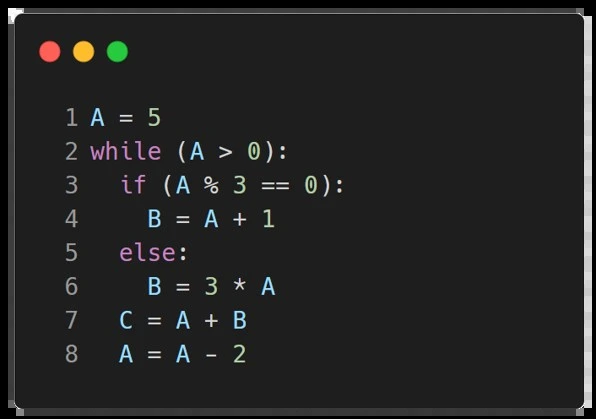 1 A = 5
2 while (A > 0):
3   if (A % 3 == 0):
4     B = A + 1
5   else:
6     B = 3 * A
7   C = A + B
8   A = A - 2